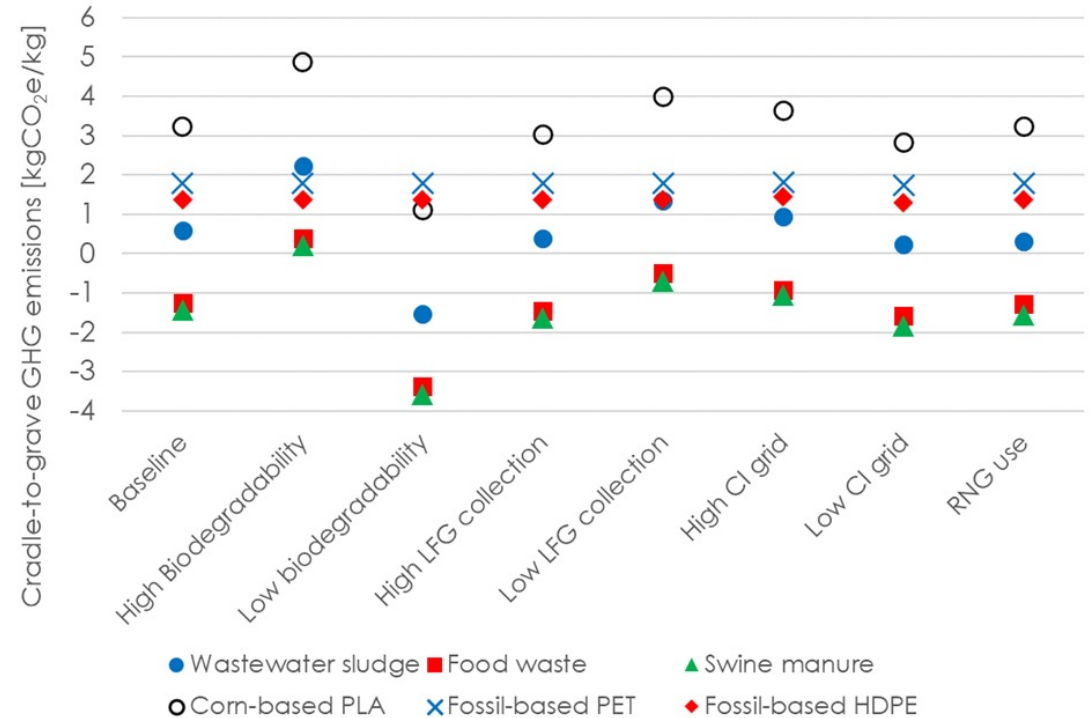 Cradle-to-grave GHG emissions [kgCO₂e/kg]
6
5
4
3
2
1
0
-1
-2
-3
-4
Baseline
High Biodegradability
Low biodegradability
High LFG collection
Low LFG collection
High CI grid
Low CI grid
RNG use
Wastewater sludge Food waste Swine manure
Corn-based PLA Fossil-based PET Fossil-based HDPE